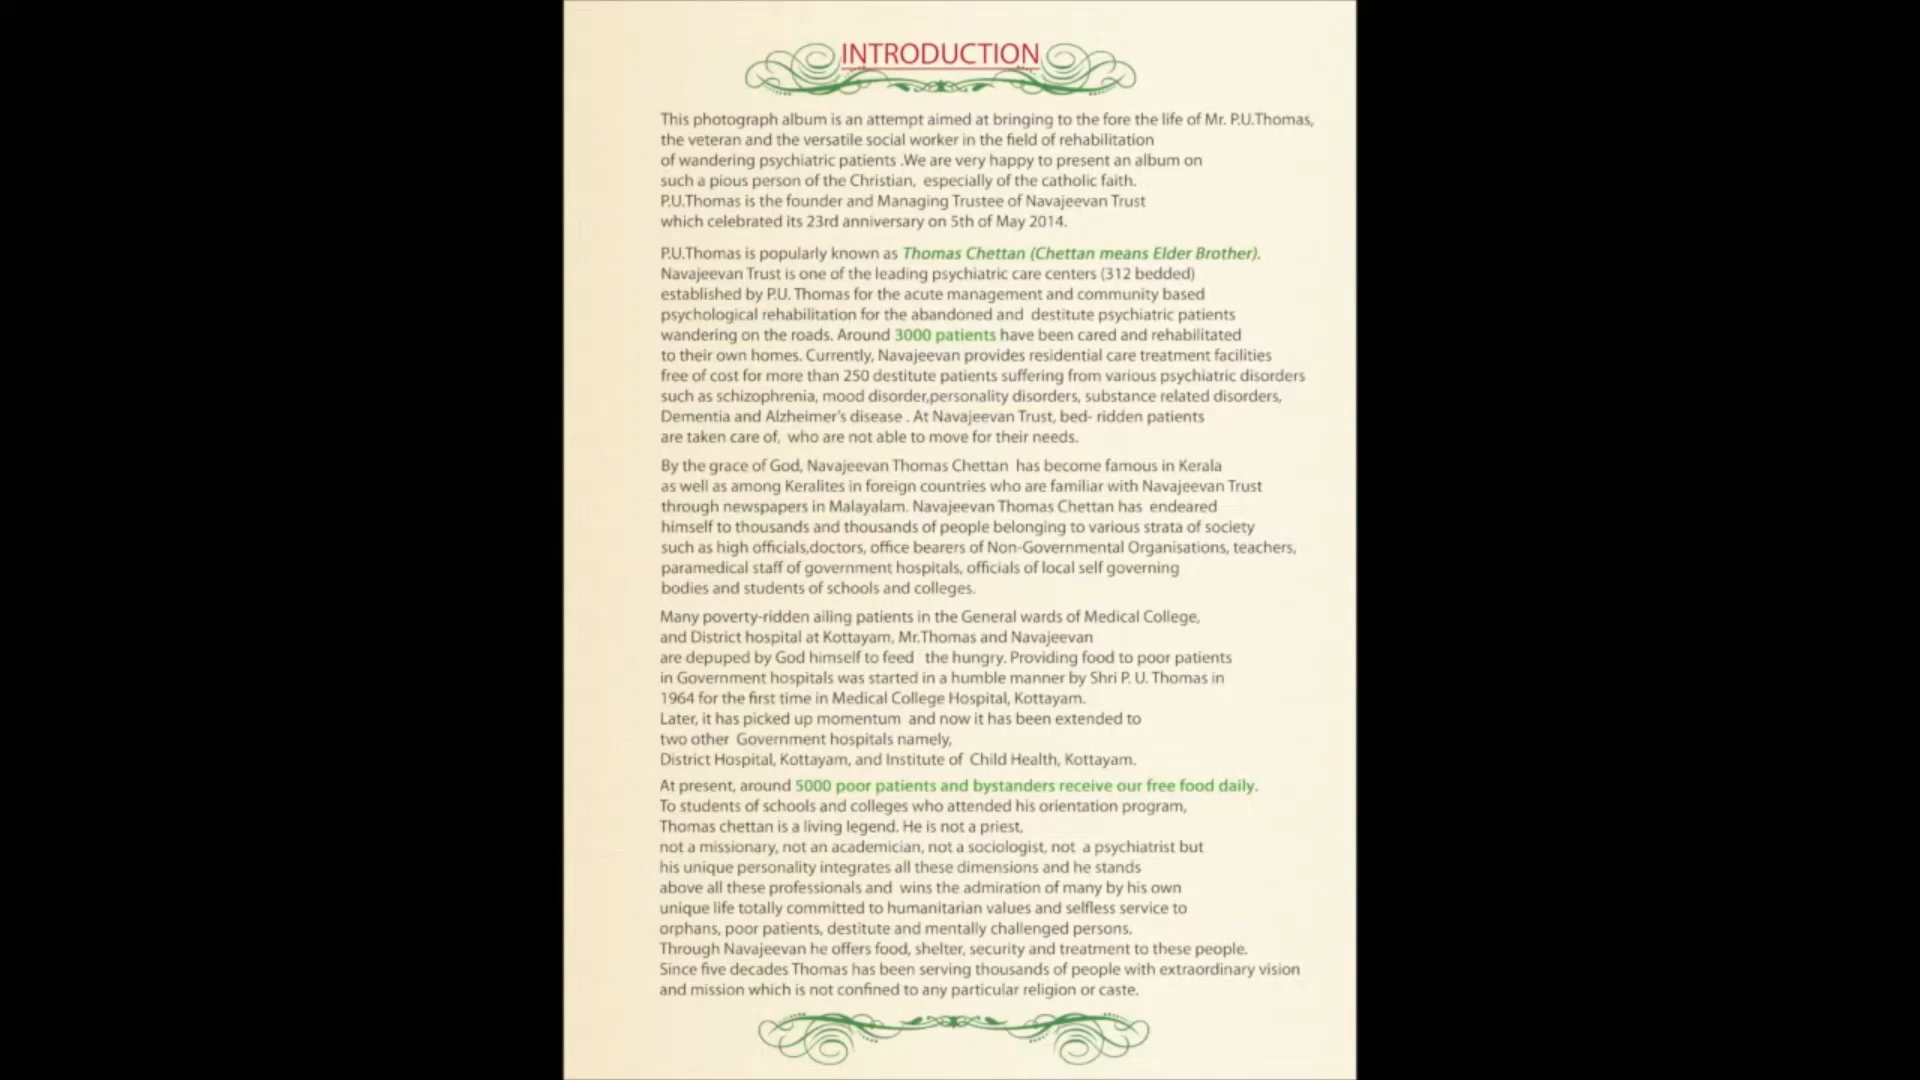 INTRODUCTION
This photograph album is an attempt aimed at bringing to the fore the life of Mr. P.U.Thomas,
the veteran and the versatile social worker in the field of rehabilitation
of wandering psychiatric patients .We are very happy to present an album on
such a pious person of the Christian, especially of the catholic faith.
P.U.Thomas is the founder and Managing Trustee of Navajeevan Trust
which celebrated its 23rd anniversary on 5th of May 2014.
P.U.Thomas is popularly known as Thomas Chettan (Chettan means Elder Brother).
Navajeevan Trust is one of the leading psychiatric care centers (312 bedded)
established by P.U. Thomas for the acute management and community based
psychological rehabilitation for the abandoned and destitute psychiatric patients
wandering on the roads. Around 3000 patients have been cared and rehabilitated
to their own homes. Currently, Navajeevan provides residential care treatment facilities
free of cost for more than 250 destitute patients suffering from various psychiatric disorders
such as schizophrenia, mood disorder,personality disorders, substance related disorders,
Dementia and Alzheimer's disease . At Navajeevan Trust, bed- ridden patients
are taken care of, who are not able to move for their needs.
By the grace of God, Navajeevan Thomas Chettan has become famous in Kerala
as well as among Keralites in foreign countries who are familiar with Navajeevan Trust
through newspapers in Malayalam. Navajeevan Thomas Chettan has endeared
himself to thousands and thousands of people belonging to various strata of society
such as high officials,doctors, office bearers of Non-Governmental Organisations, teachers,
paramedical staff of government hospitals, officials of local self governing
bodies and students of schools and colleges.
Many poverty-ridden ailing patients in the General wards of Medical College,
and District hospital at Kottayam, Mr.Thomas and Navajeevan
are depuped by God himself to feed the hungry. Providing food to poor patients
in Government hospitals was started in a humble manner by Shri P. U. Thomas in
1964 for the first time in Medical College Hospital, Kottayam.
Later, it has picked up momentum and now it has been extended to
two other Government hospitals namely,
District Hospital, Kottayam, and Institute of Child Health, Kottayam.
At present, around 5000 poor patients and bystanders receive our free food daily.
To students of schools and colleges who attended his orientation program,
Thomas chettan is a living legend. He is not a priest,
not a missionary, not an academician, not a sociologist, not a psychiatrist but
his unique personality integrates all these dimensions and he stands
above all these professionals and wins the admiration of many by his own
unique life totally committed to humanitarian values and selfless service to
orphans, poor patients, destitute and mentally challenged persons.
Through Navajeevan he offers food, shelter, security and treatment to these people.
Since five decades Thomas has been serving thousands of people with extraordinary vision
and mission which is not confined to any particular religion or caste.